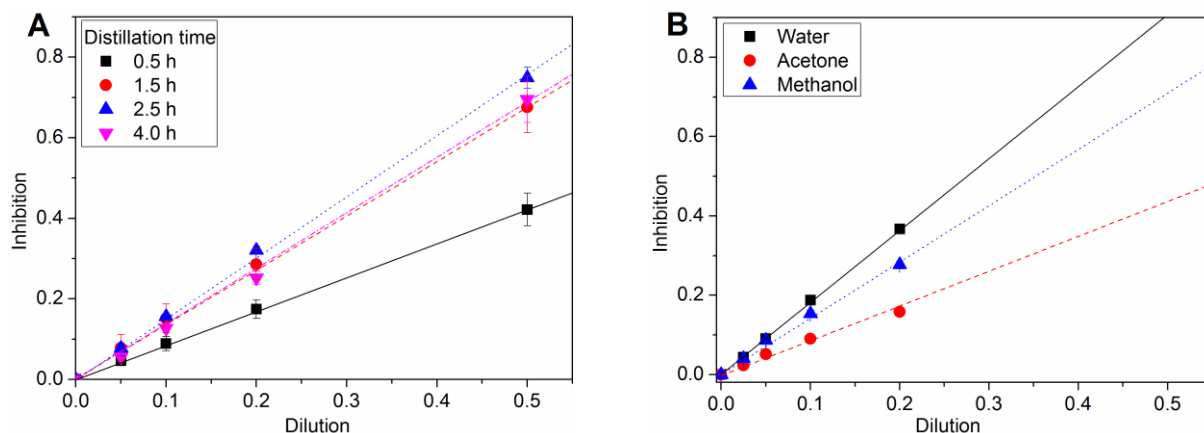 A
Distillation time
0.5 h
1.5 h
2.5 h
4.0 h
Inhibition
0.8
0.6
0.4
0.2
0.0
0.0 0.1 0.2 0.3 0.4 0.5
Dilution
B
Water
Acetone
Methanol
Inhibition
0.8
0.6
0.4
0.2
0.0
0.0 0.1 0.2 0.3 0.4 0.5
Dilution